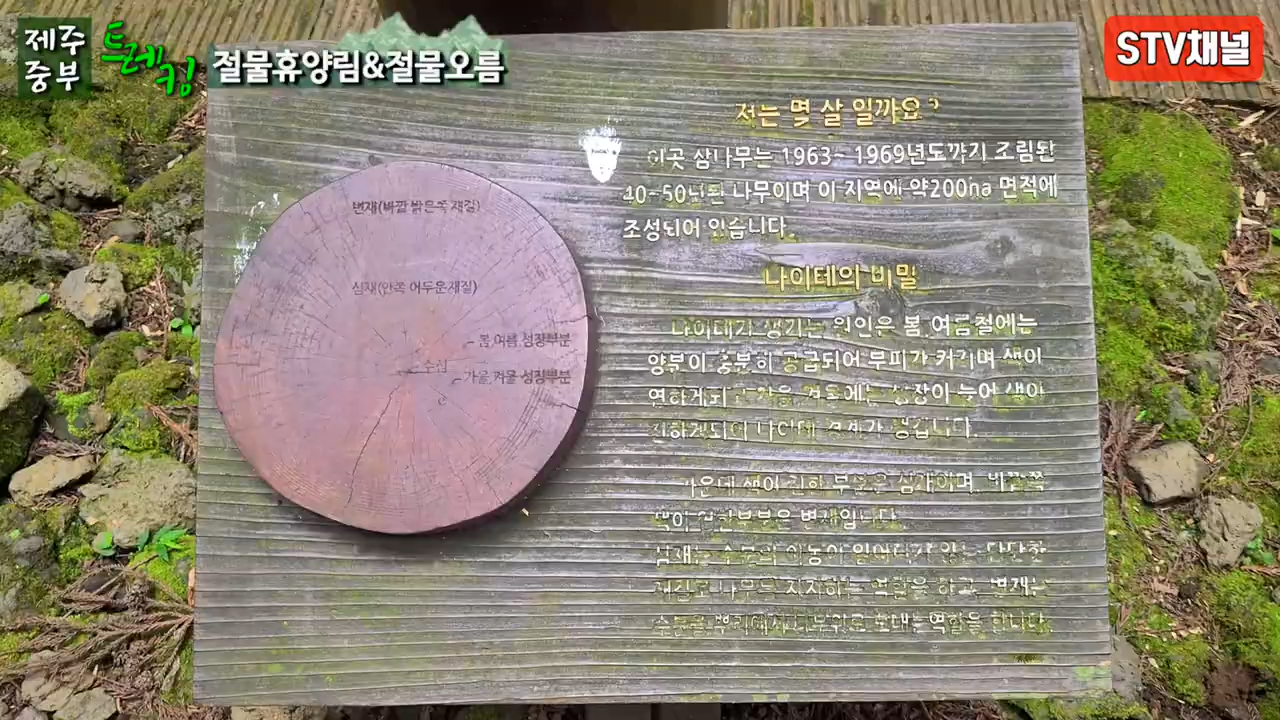 제주
중부
트레킹
절물휴양림&절물오름
STV채널
저는 몇 살 일까요?
이곳 삼나무는 1963~1969년도까지 조림된
40~50년된 나무이며 이 지역에 약200ha 면적에
조성되어 있습니다.
나이테의 비밀
나이테가 생기는 원인은 봄,여름철에는
양분이 충분히 공급되어 부피가 커지며 색이
연하게되고 가을,겨울에는 성장이 늦어 색이
진하게되어 나이테 경계가 생깁니다.
가운데 색이 진한 부분은 심재이며, 바깥쪽
색이 연한부분은 변재입니다.
심재는 수분의 이동이 일어나지 않는 단단한
재질로 나무를 지지하는 역할을 하고, 변재는
수분을 뿌리에서 보내는 역할을 합니다.
변재(바깥 밝은쪽 재질)
심재(안쪽 어두운재질)
봄,여름 성장부분
수심
가을,겨울 성장부분